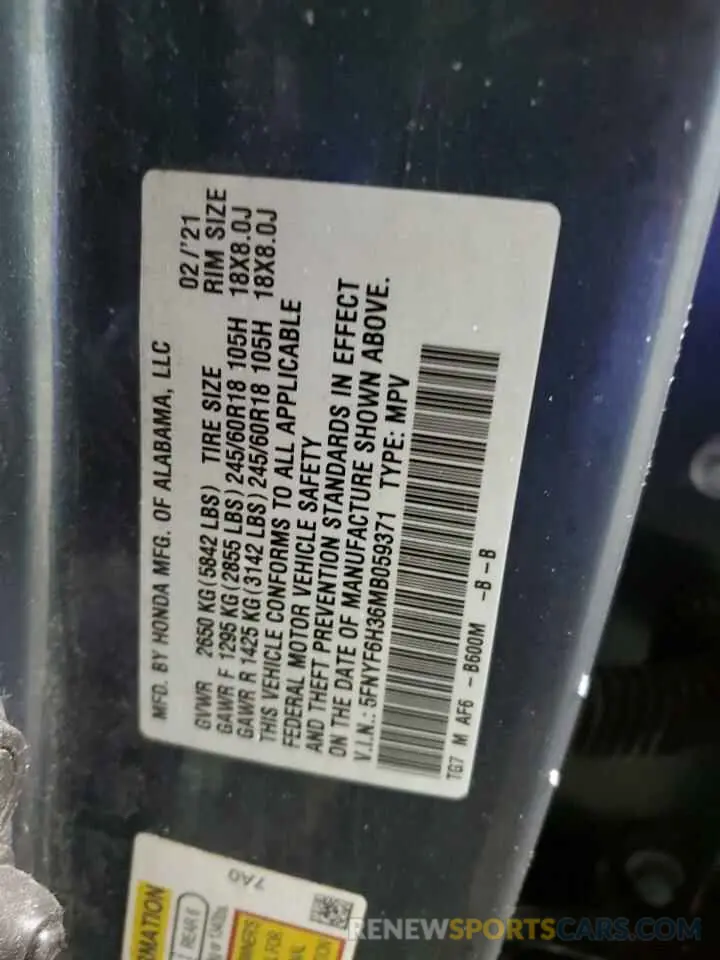 MFD. BY HONDA MFG. OF ALABAMA, LLC 02/'21
GVWR 2650 KG(5842 LBS) TIRE SIZE RIM SIZE
GAWR F 1295 KG(2855 LBS)245/60R18 105H 18X8.0J
GAWR R 1425 KG(3142 LBS)245/60R18 105H 18X8.0J
THIS VEHICLE CONFORMS TO ALL APPLICABLE
FEDERAL MOTOR VEHICLE SAFETY
AND THEFT PREVENTION STANDARDS IN EFFECT
ON THE DATE OF MANUFACTURE SHOWN ABOVE.
V.I.N.: 5FNYF6H36MB059371 TYPE: MPV
TG7 M AF6 -B600M -B-B
7A0
REAR 6
RENEWSPORTSCARS.COM